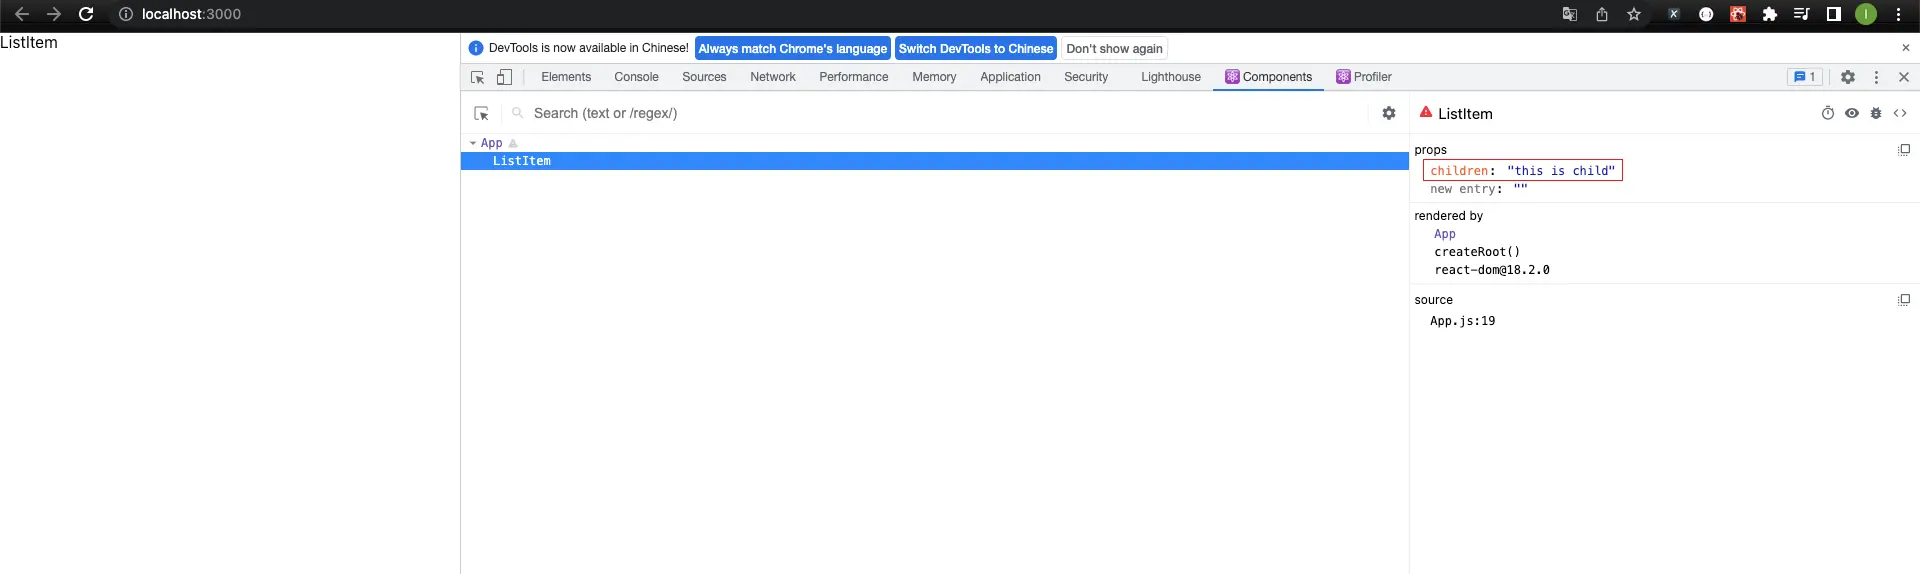 localhost:3000
I
ListItem
DevTools is now available in Chinese! Always match Chrome's language Switch DevTools to Chinese Don't show again
Elements Console Sources Network Performance Memory Application Security Lighthouse Components Profiler 1
Search (text or /regex/)
App
ListItem
ListItem
props
children: "this is child"
new entry: ""
rendered by
App
createRoot()
react-dom@18.2.0
source
App.js:19